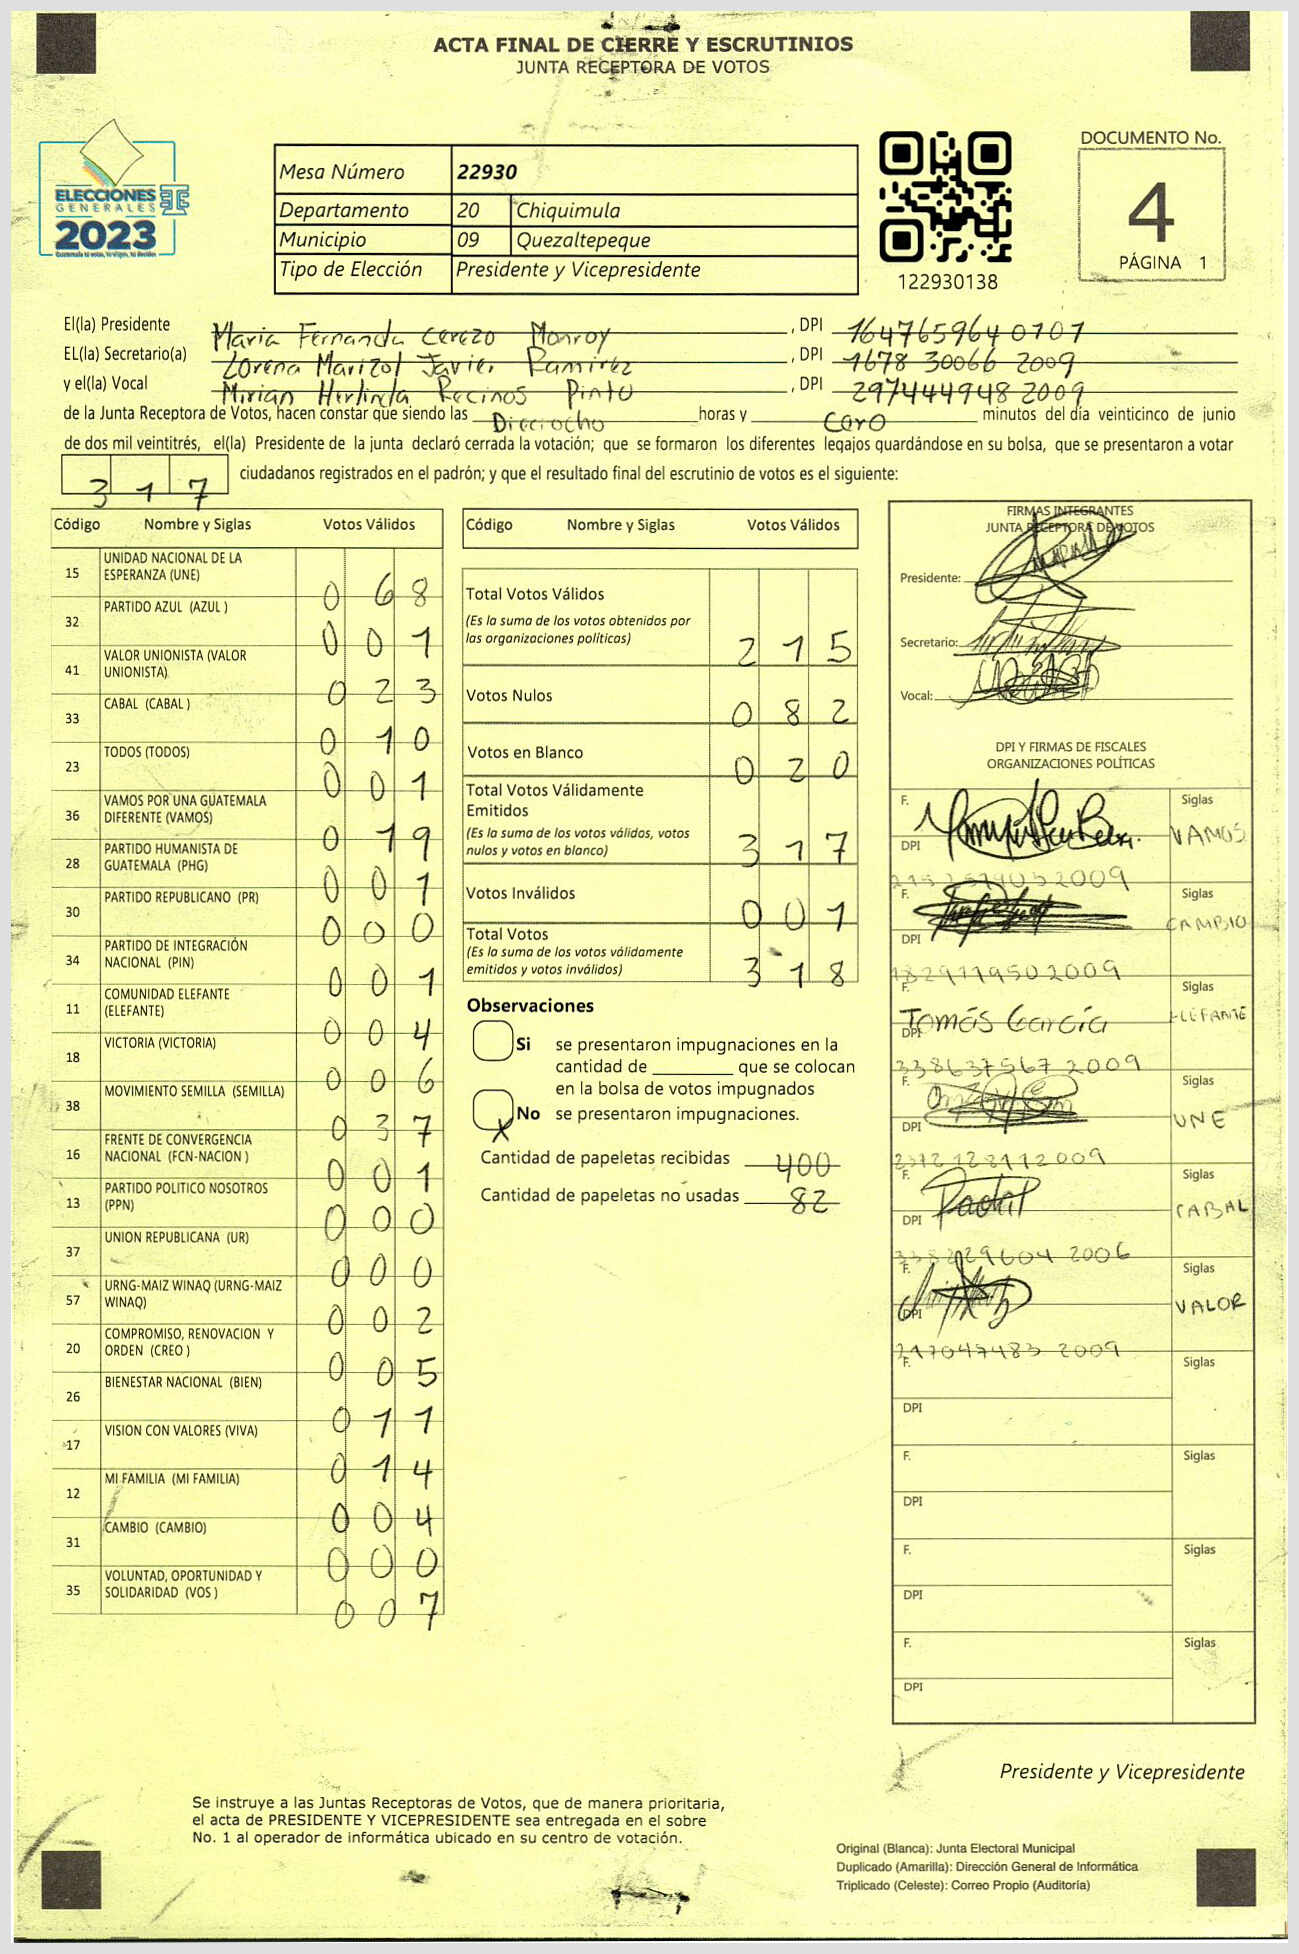 ACTA FINAL DE CIERRE Y ESCRUTINIOS
JUNTA RECEPTORA DE VOTOS
ELECCIONES
GENERALES
2023
Mesa Número 22930
Departamento 20 Chiquimula
Municipio 09 Quezaltepeque
Tipo de Elección Presidente y Vicepresidente
122930138
DOCUMENTO No.
4
PÁGINA 1
El(la) Presidente Maria Fernanda Cerezo Monroy , DPI 1647659640707
EL(la) Secretario(a) Lorena Marizol Javier Ramirez , DPI 1678 30066 2009
y el(la) Vocal Mirian Herlinda Recinos Pinto , DPI 297444948 2009
de la Junta Receptora de Votos, hacen constar que siendo las Dieciocho horas y Cero minutos del día veinticinco de junio
de dos mil veintitrés, el(la) Presidente de la junta declaró cerrada la votación; que se formaron los diferentes legajos guardándose en su bolsa, que se presentaron a votar
3 1 7 ciudadanos registrados en el padrón; y que el resultado final del escrutinio de votos es el siguiente:
Código Nombre y Siglas Votos Válidos
15 UNIDAD NACIONAL DE LA ESPERANZA (UNE) 0 6 8
32 PARTIDO AZUL (AZUL ) 0 0 1
41 VALOR UNIONISTA (VALOR UNIONISTA) 0 2 3
33 CABAL (CABAL ) 0 1 0
23 TODOS (TODOS) 0 0 1
36 VAMOS POR UNA GUATEMALA DIFERENTE (VAMOS) 0 1 9
28 PARTIDO HUMANISTA DE GUATEMALA (PHG) 0 0 1
30 PARTIDO REPUBLICANO (PR) 0 0 0
34 PARTIDO DE INTEGRACIÓN NACIONAL (PIN) 0 0 1
11 COMUNIDAD ELEFANTE (ELEFANTE) 0 0 4
18 VICTORIA (VICTORIA) 0 0 6
38 MOVIMIENTO SEMILLA (SEMILLA) 0 3 7
16 FRENTE DE CONVERGENCIA NACIONAL (FCN-NACION ) 0 0 1
13 PARTIDO POLITICO NOSOTROS (PPN) 0 0 0
37 UNION REPUBLICANA (UR) 0 0 0
57 URNG-MAIZ WINAQ (URNG-MAIZ WINAQ) 0 0 2
20 COMPROMISO, RENOVACION Y ORDEN (CREO ) 0 0 5
26 BIENESTAR NACIONAL (BIEN) 0 1 1
17 VISION CON VALORES (VIVA) 0 1 4
12 MI FAMILIA (MI FAMILIA) 0 0 4
31 CAMBIO (CAMBIO) 0 0 0
35 VOLUNTAD, OPORTUNIDAD Y SOLIDARIDAD (VOS ) 0 0 7
Código Nombre y Siglas Votos Válidos
Total Votos Válidos 2 1 5
(Es la suma de los votos obtenidos por
las organizaciones políticas)
Votos Nulos 0 8 2
Votos en Blanco 0 2 0
Total Votos Válidamente
Emitidos 3 1 7
(Es la suma de los votos válidos, votos
nulos y votos en blanco)
Votos Inválidos 0 0 1
Total Votos 3 1 8
(Es la suma de los votos válidamente
emitidos y votos inválidos)
Observaciones
Si se presentaron impugnaciones en la
cantidad de ________ que se colocan
en la bolsa de votos impugnados
X No se presentaron impugnaciones.
Cantidad de papeletas recibidas 400
Cantidad de papeletas no usadas 82
FIRMAS INTEGRANTES
JUNTA RECEPTORA DE VOTOS
Presidente:
Secretario:
Vocal:
DPI Y FIRMAS DE FISCALES
ORGANIZACIONES POLÍTICAS
F. Siglas
DPI VAMOS
F. Siglas
DPI CAMBIO
1829119502009
F. Siglas
Tomás García ELEFANTE
DPI
338637567 2009
F. Siglas
DPI UNE
F. Siglas
DPI CABAL
F. Siglas
DPI VALOR
F. Siglas
DPI
F. Siglas
DPI
F. Siglas
DPI
F. Siglas
DPI
Presidente y Vicepresidente
Se instruye a las Juntas Receptoras de Votos, que de manera prioritaria,
el acta de PRESIDENTE Y VICEPRESIDENTE sea entregada en el sobre
No. 1 al operador de informática ubicado en su centro de votación.
Original (Blanca): Junta Electoral Municipal
Duplicado (Amarilla): Dirección General de Informática
Triplicado (Celeste): Correo Propio (Auditoría)